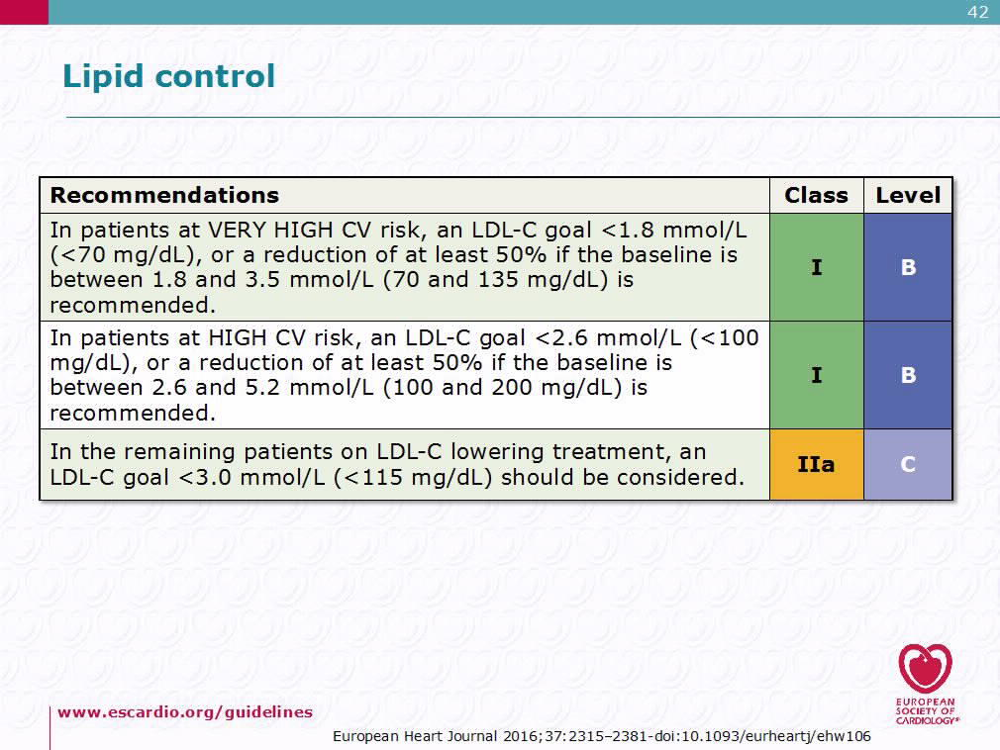 42
Lipid control
Recommendations Class Level
In patients at VERY HIGH CV risk, an LDL-C goal <1.8 mmol/L
(<70 mg/dL), or a reduction of at least 50% if the baseline is
between 1.8 and 3.5 mmol/L (70 and 135 mg/dL) is
recommended.
I B
In patients at HIGH CV risk, an LDL-C goal <2.6 mmol/L (<100
mg/dL), or a reduction of at least 50% if the baseline is
between 2.6 and 5.2 mmol/L (100 and 200 mg/dL) is
recommended.
I B
In the remaining patients on LDL-C lowering treatment, an
LDL-C goal <3.0 mmol/L (<115 mg/dL) should be considered.
IIa C
EUROPEAN
SOCIETY OF
CARDIOLOGY®
www.escardio.org/guidelines
European Heart Journal 2016;37:2315–2381-doi:10.1093/eurheartj/ehw106